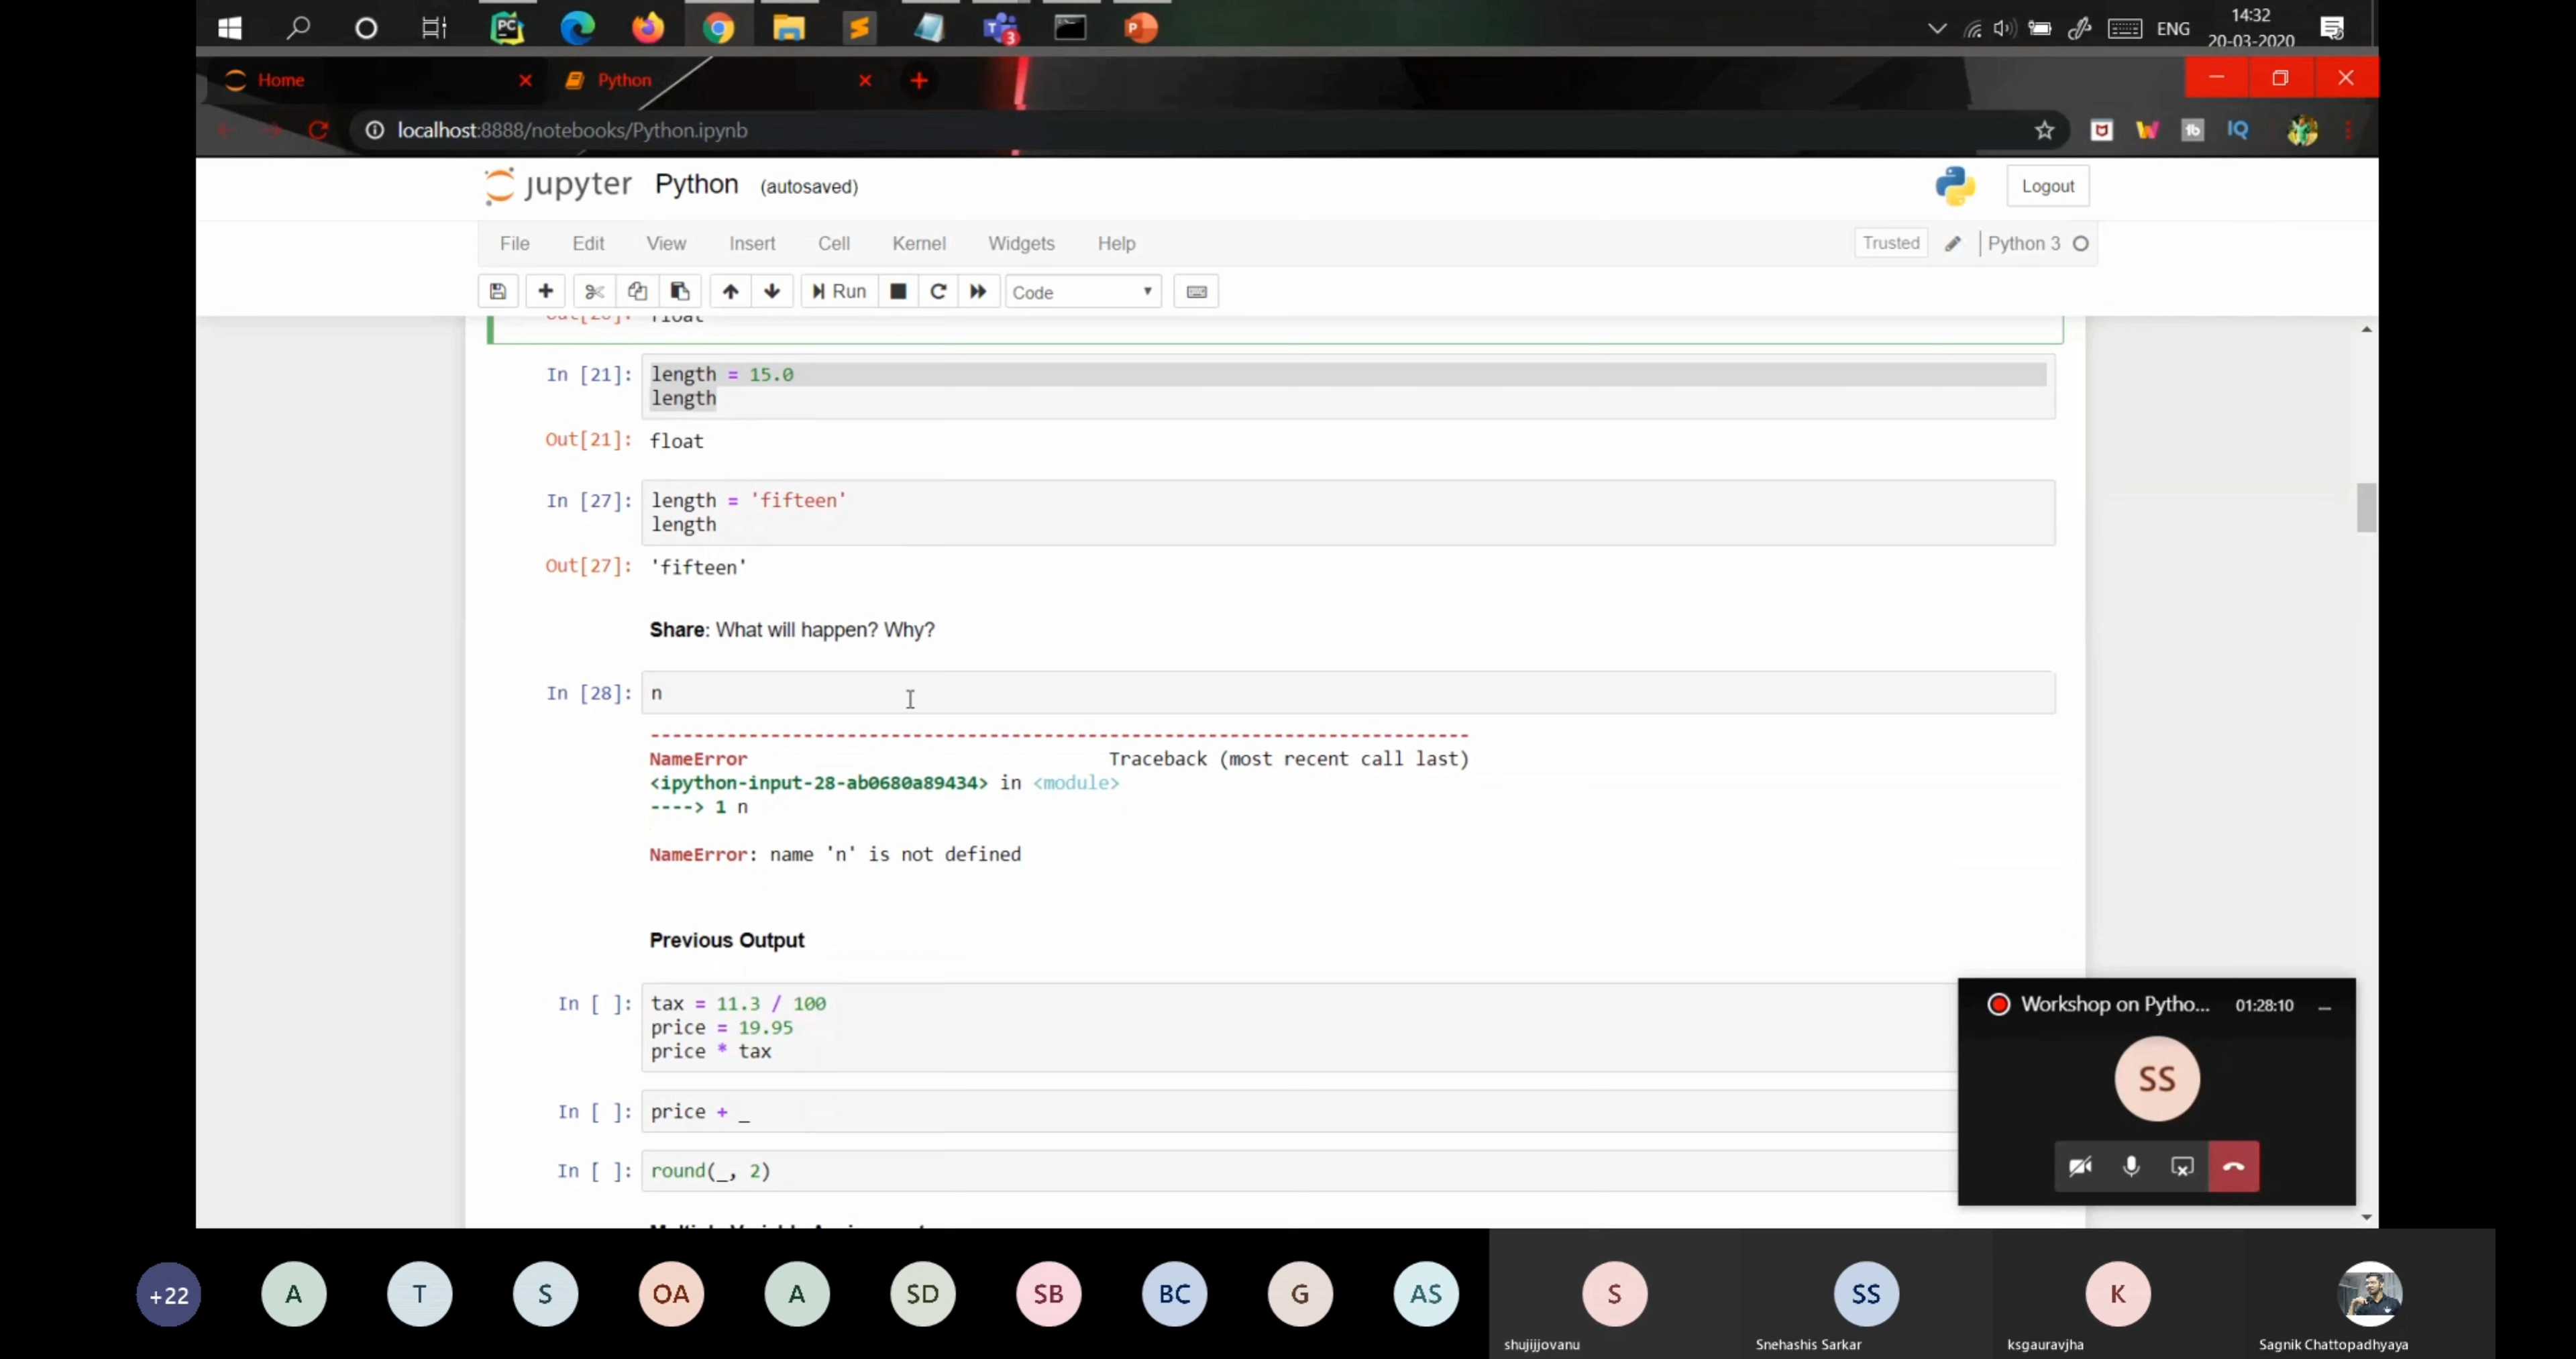 14:32
ENG
20-03-2020
Home
Python
localhost:8888/notebooks/Python.ipynb
jupyter Python (autosaved)
Logout
File Edit View Insert Cell Kernel Widgets Help
Trusted
Python 3
Run
Code
float
In [21]: length = 15.0
length
Out[21]: float
In [27]: length = 'fifteen'
length
Out[27]: 'fifteen'
Share: What will happen? Why?
In [28]: n
---------------------------------------------------------------------------
NameError Traceback (most recent call last)
<ipython-input-28-ab0680a89434> in <module>
----> 1 n
NameError: name 'n' is not defined
Previous Output
In [ ]: tax = 11.3 / 100
price = 19.95
price * tax
In [ ]: price + _
In [ ]: round(_, 2)
Workshop on Pytho... 01:28:10
SS
+22 A T S OA A SD SB BC G AS S SS K
shujijjovanu
Snehashis Sarkar
ksgauravjha
Sagnik Chattopadhyaya